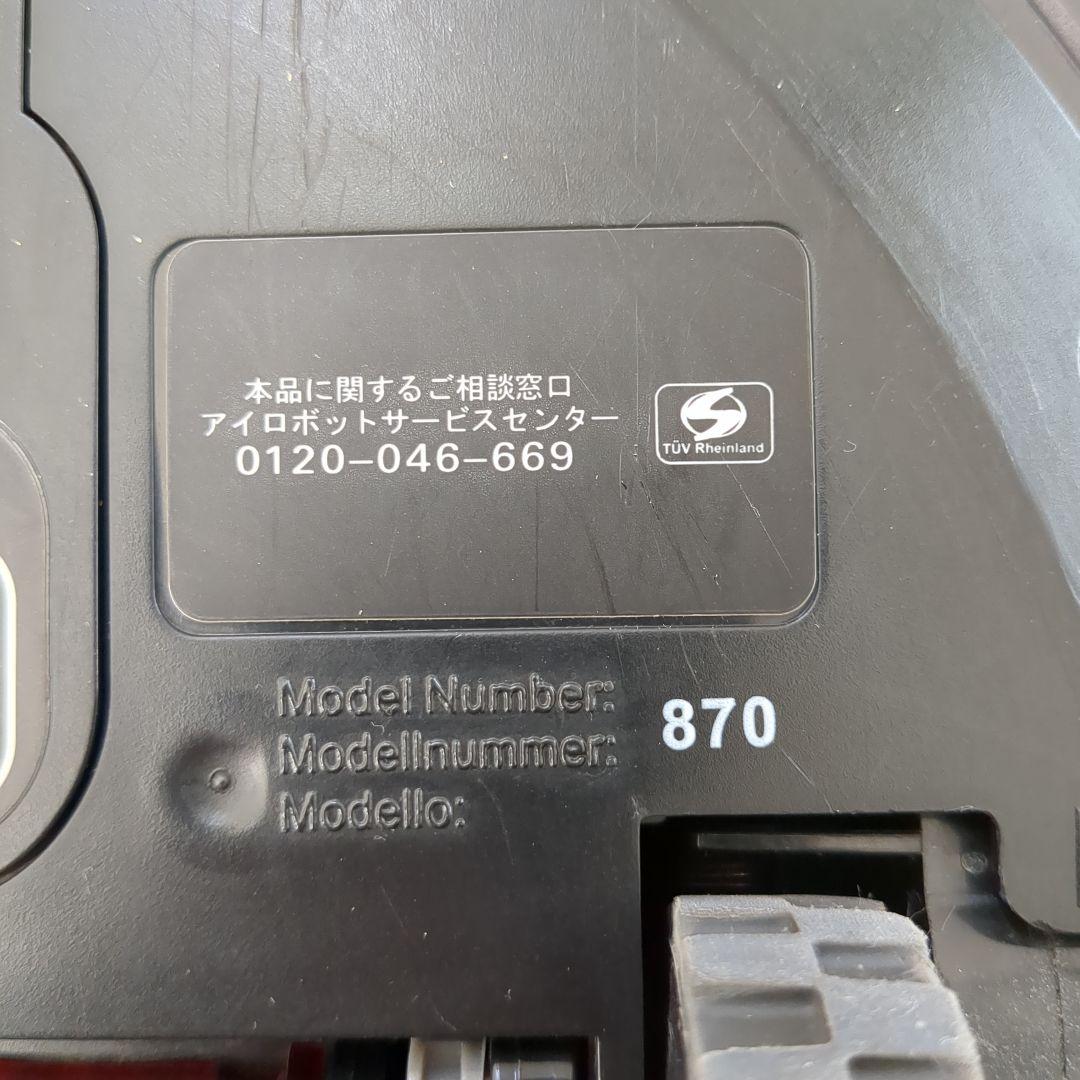 本品に関するご相談窓口
アイロボットサービスセンター
0120-046-669
TÜV Rheinland
Model Number:
Modellnummer:
Modello:
870